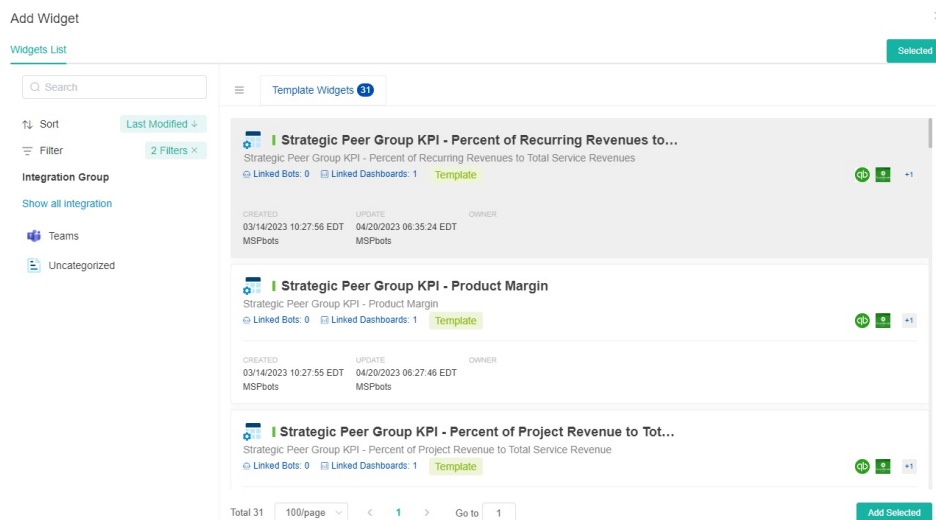 Add Widget
Widgets List
Selected
Search
Template Widgets 31
Sort
Last Modified ↓
Filter
2 Filters ×
Integration Group
Show all integration
Teams
Uncategorized
Strategic Peer Group KPI - Percent of Recurring Revenues to...
Strategic Peer Group KPI - Percent of Recurring Revenues to Total Service Revenues
Linked Bots: 0 Linked Dashboards: 1 Template
qb +1
CREATED UPDATE OWNER
03/14/2023 10:27:56 EDT 04/20/2023 06:35:24 EDT
MSPbots MSPbots
Strategic Peer Group KPI - Product Margin
Strategic Peer Group KPI - Product Margin
Linked Bots: 0 Linked Dashboards: 1 Template
qb +1
CREATED UPDATE OWNER
03/14/2023 10:27:55 EDT 04/20/2023 06:27:46 EDT
MSPbots MSPbots
Strategic Peer Group KPI - Percent of Project Revenue to Tot...
Strategic Peer Group KPI - Percent of Project Revenue to Total Service Revenue
Linked Bots: 0 Linked Dashboards: 1 Template
qb +1
Total 31 100/page < 1 > Go to 1
Add Selected